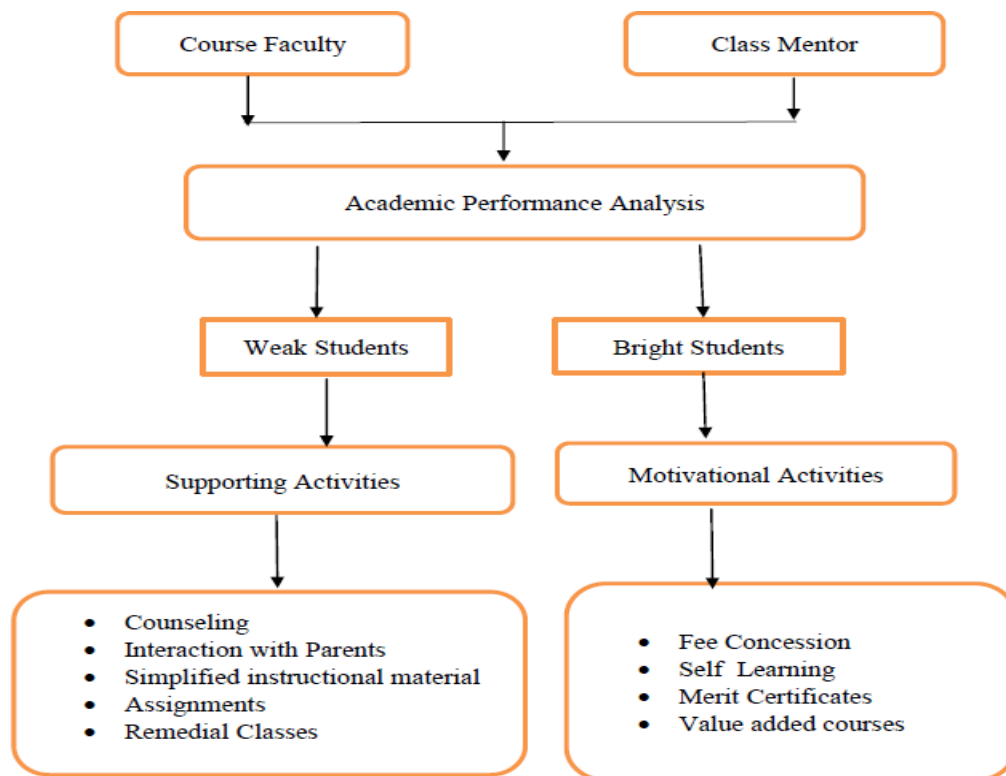 Course Faculty
Class Mentor
Academic Performance Analysis
Weak Students
Bright Students
Supporting Activities
Motivational Activities
• Counseling
• Interaction with Parents
• Simplified instructional material
• Assignments
• Remedial Classes
• Fee Concession
• Self Learning
• Merit Certificates
• Value added courses